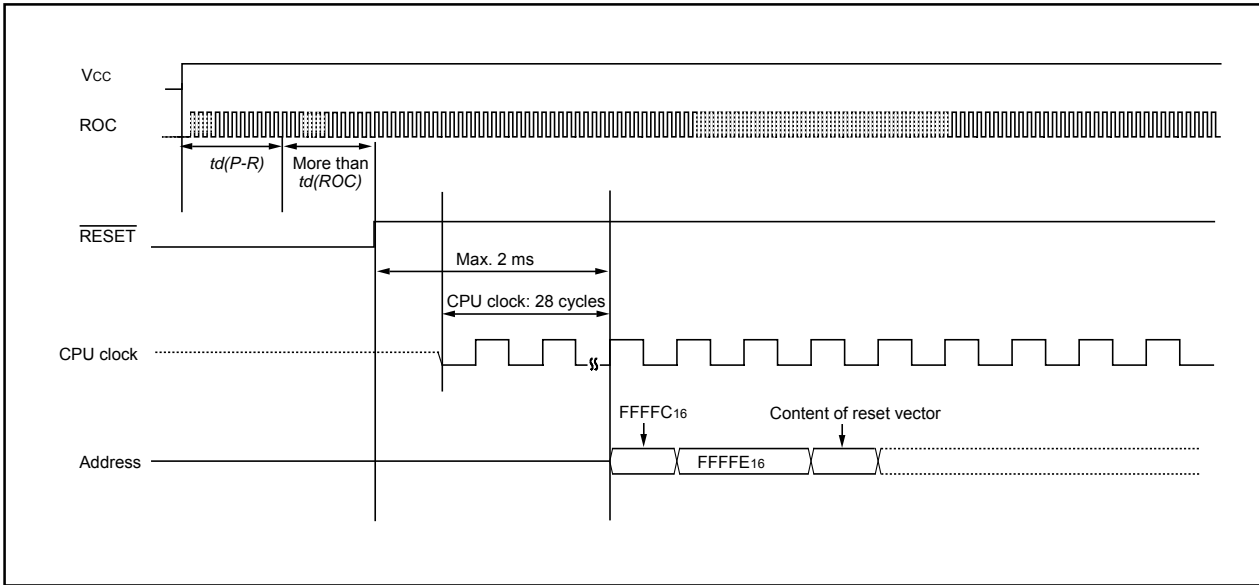 Vcc
ROC
td(P-R)
More than
td(ROC)
RESET
Max. 2 ms
CPU clock: 28 cycles
CPU clock
FFFFC16
Content of reset vector
Address
FFFFE16